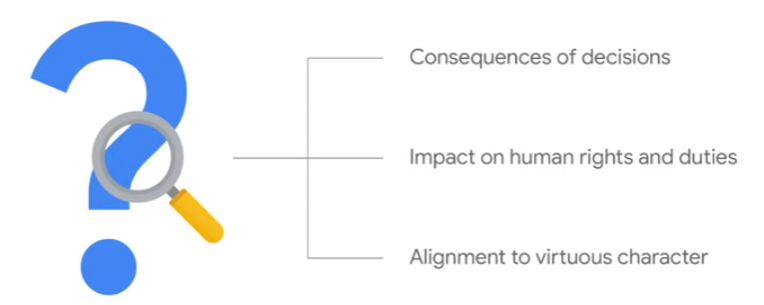 Consequences of decisions
Impact on human rights and duties
Alignment to virtuous character